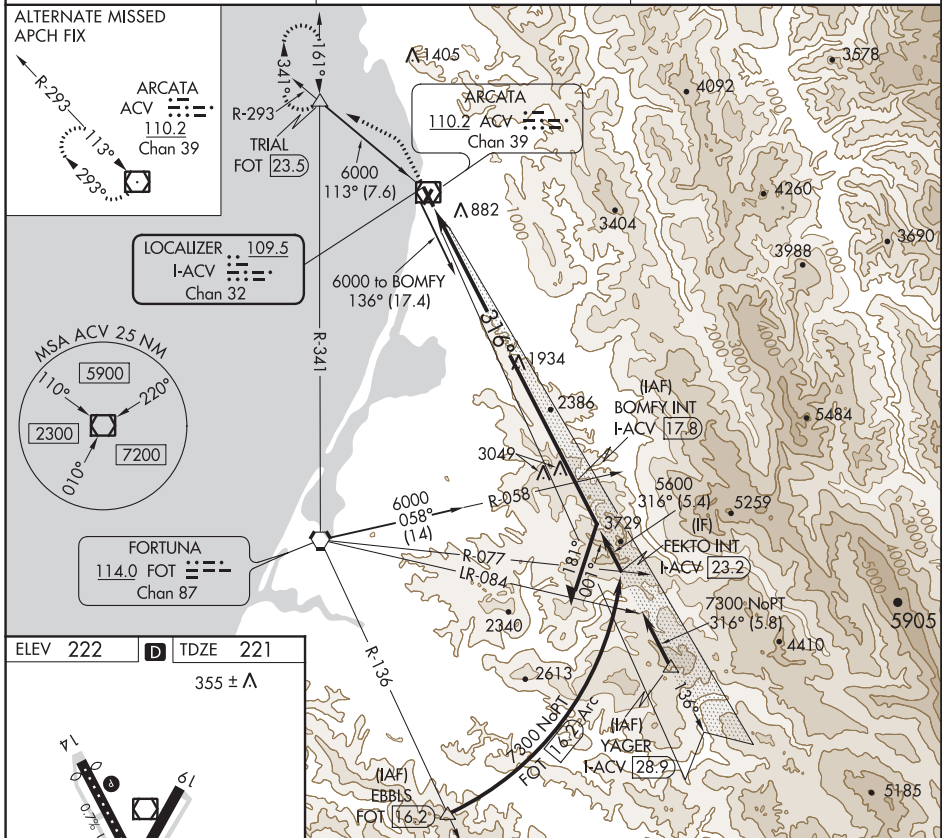 ALTERNATE MISSED
APCH FIX
R-293
113°
293°
ARCATA
ACV
110.2
Chan 39
161°
341°
R-293
TRIAL
FOT 23.5
6000
113° (7.6)
1405
ARCATA
110.2 ACV
Chan 39
3578
4092
4260
3404
3690
3988
882
LOCALIZER 109.5
I-ACV
Chan 32
6000 to BOMFY
136° (17.4)
MSA ACV 25 NM
5900
110°
220°
2300
7200
010°
R-341
316°
1934
2386
(IAF)
BOMFY INT
I-ACV 17.8
5484
3049
6000
058°
(14)
R-058
5600
316° (5.4)
5259
3729
(IF)
FEKTO INT
I-ACV 23.2
FORTUNA
114.0 FOT
Chan 87
R-077
LR-084
181°
001°
7300 NoPT
316° (5.8)
5905
2340
4410
R-136
2613
136°
7300 NoPT
FOT 16.2 Arc
(IAF)
YAGER
I-ACV 28.9
(IAF)
EBBLS
FOT 16.2
5185
ELEV 222
D
TDZE 221
355 ±
14
19
P
0.7%
4000